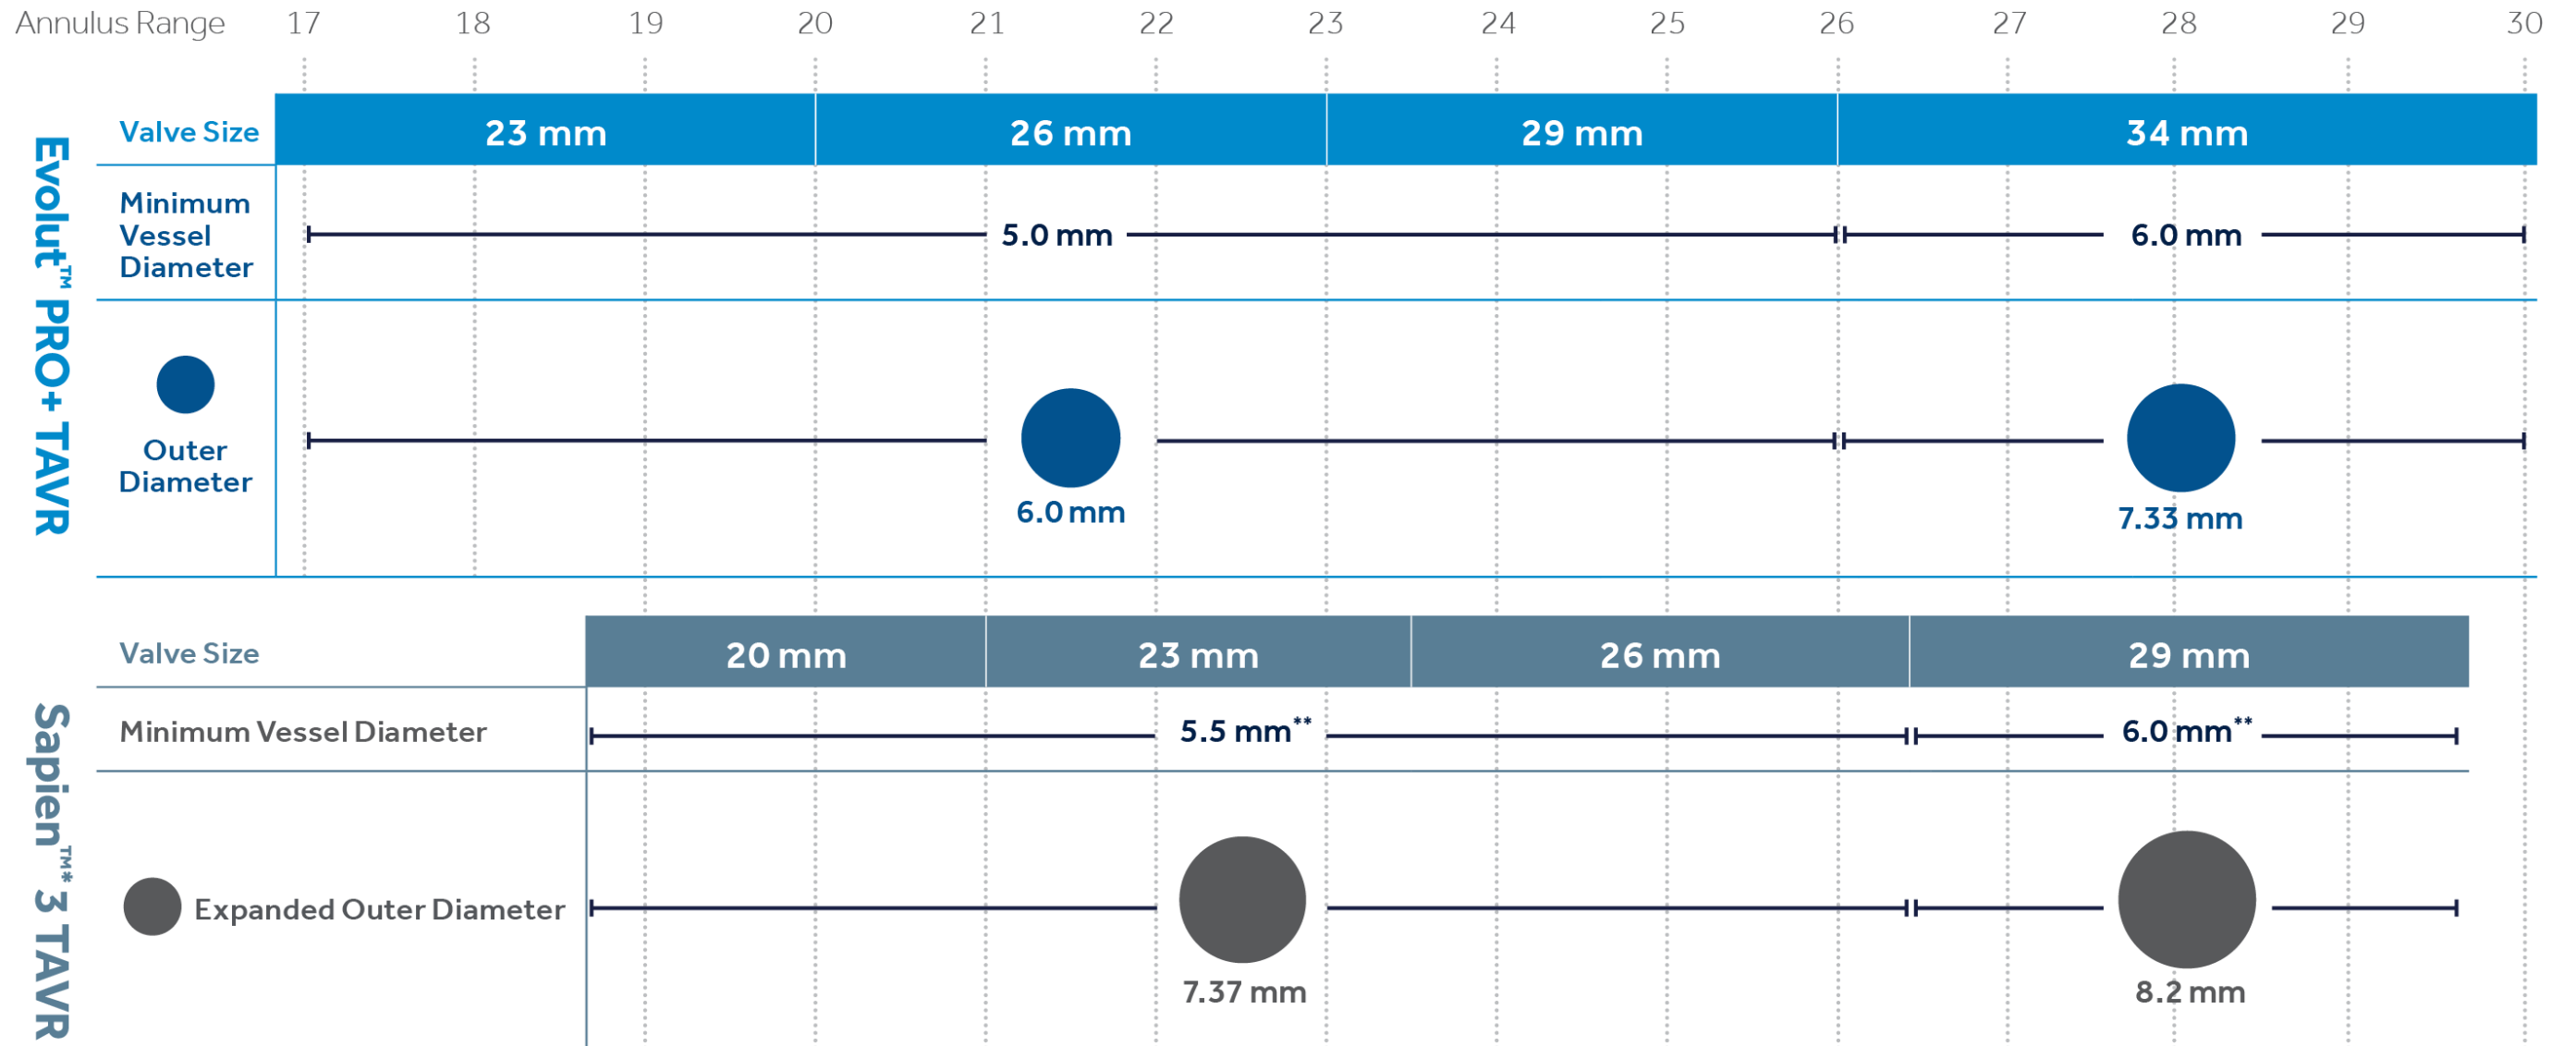 Annulus Range 17 18 19 20 21 22 23 24 25 26 27 28 29 30
Evolut™ PRO+ TAVR
Valve Size 23 mm 26 mm 29 mm 34 mm
Minimum
Vessel
Diameter
5.0 mm 6.0 mm
Outer
Diameter
6.0 mm 7.33 mm
Sapien™* 3 TAVR
Valve Size 20 mm 23 mm 26 mm 29 mm
Minimum Vessel Diameter 5.5 mm** 6.0 mm**
Expanded Outer Diameter
7.37 mm 8.2 mm